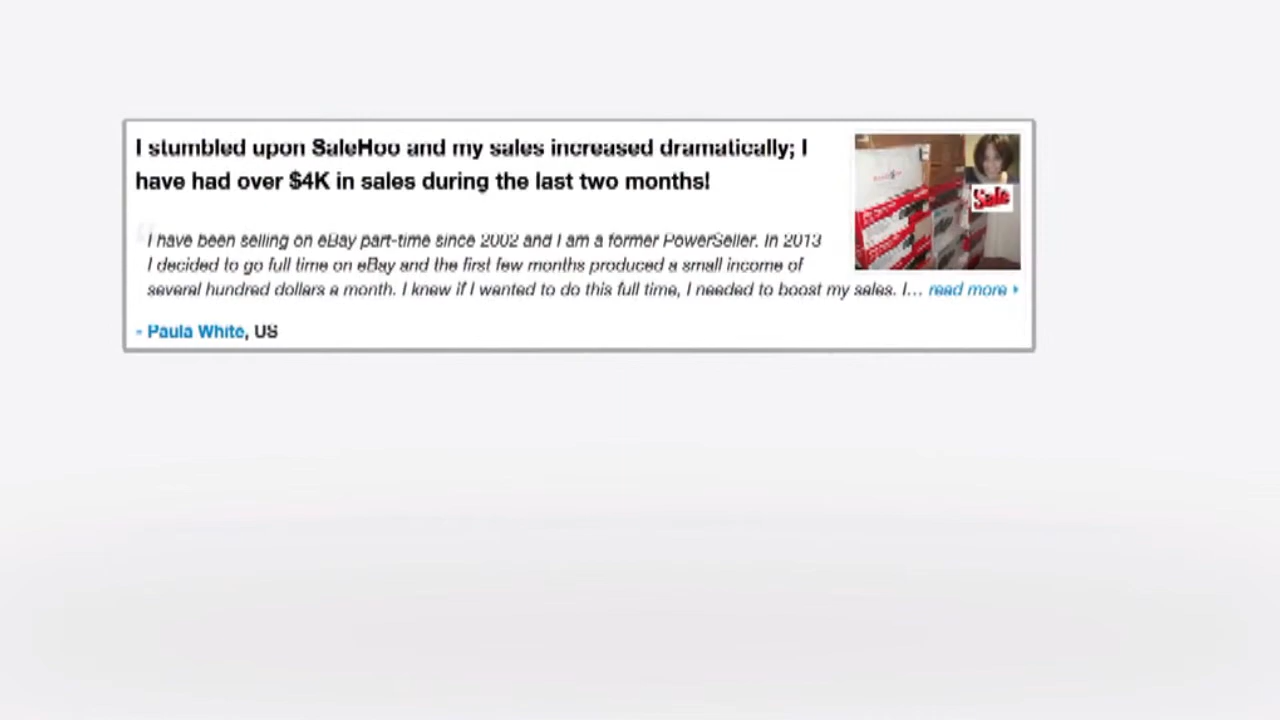 I stumbled upon SaleHoo and my sales increased dramatically; I
have had over $4K in sales during the last two months!
I have been selling on eBay part-time since 2002 and I am a former PowerSeller. In 2013
I decided to go full time on eBay and the first few months produced a small income of
several hundred dollars a month. I knew if I wanted to do this full time, I needed to boost my sales. I... read more
- Paula White, US
Sale